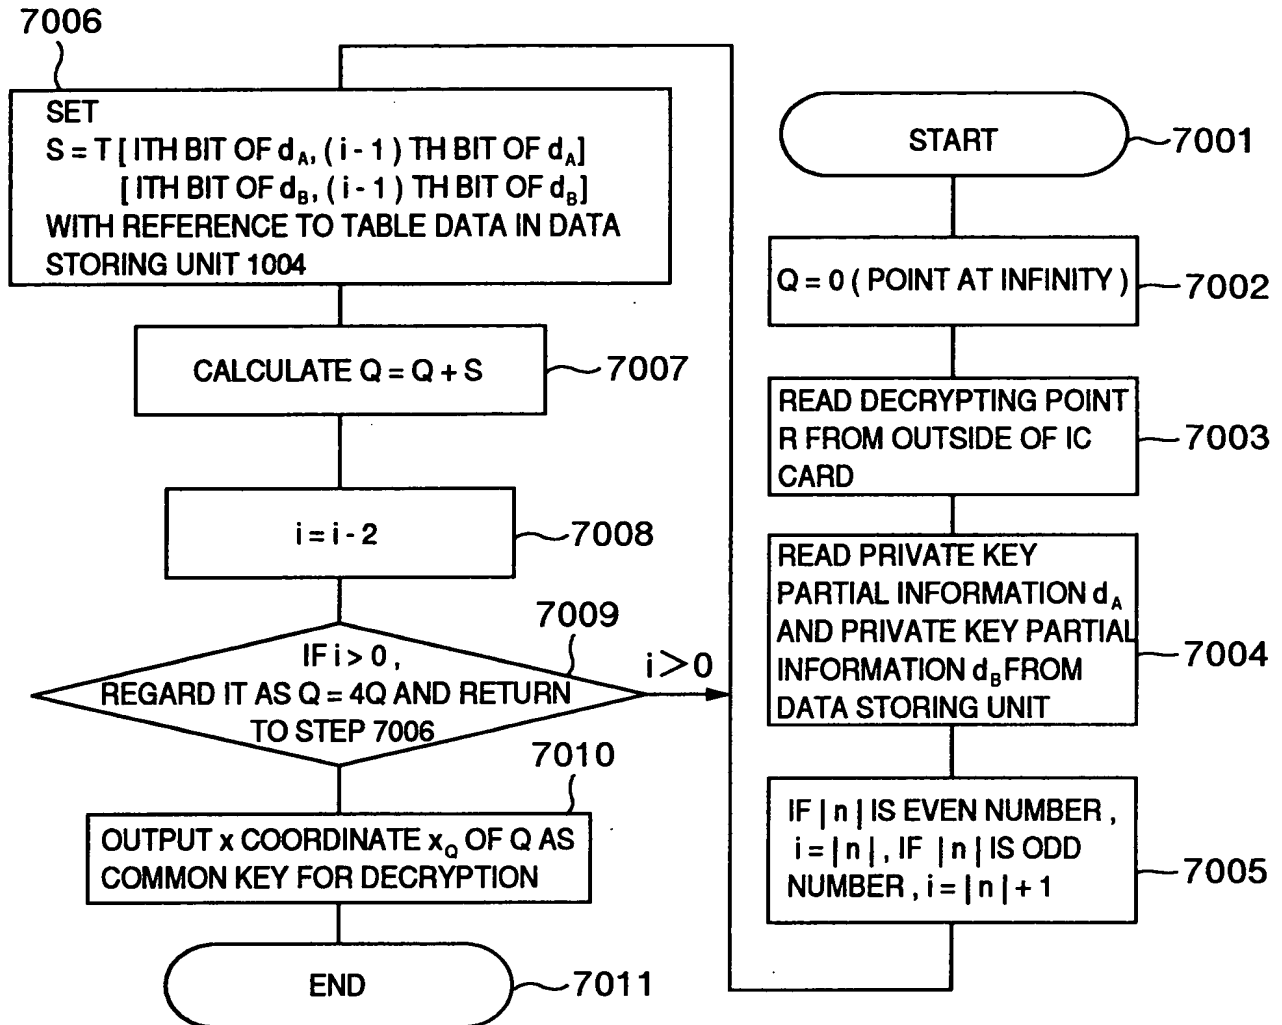 START
7001
Q = 0 ( POINT AT INFINITY )
7002
READ DECRYPTING POINT
R FROM OUTSIDE OF IC
CARD
7003
READ PRIVATE KEY
PARTIAL INFORMATION dA
AND PRIVATE KEY PARTIAL
INFORMATION dB FROM
DATA STORING UNIT
7004
IF | n | IS EVEN NUMBER ,
i = | n | , IF | n | IS ODD
NUMBER , i = | n | + 1
7005
7006
SET
S = T [ ITH BIT OF dA, ( i - 1 ) TH BIT OF dA]
[ ITH BIT OF dB, ( i - 1 ) TH BIT OF dB]
WITH REFERENCE TO TABLE DATA IN DATA
STORING UNIT 1004
CALCULATE Q = Q + S
7007
i = i - 2
7008
7009
IF i > 0 ,
REGARD IT AS Q = 4Q AND RETURN
TO STEP 7006
i > 0
7010
OUTPUT x COORDINATE xQ OF Q AS
COMMON KEY FOR DECRYPTION
END
7011